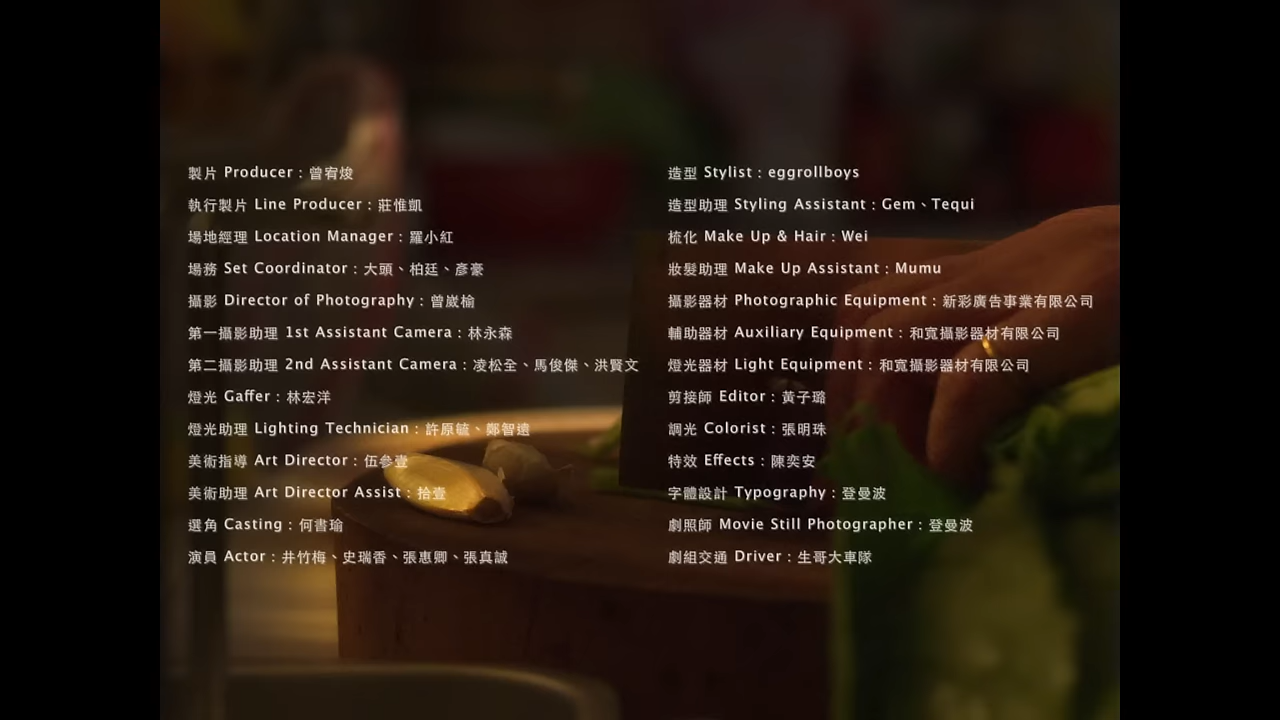 製片 Producer : 曾宥焌
執行製片 Line Producer : 莊惟凱
場地經理 Location Manager : 羅小紅
場務 Set Coordinator : 大頭、柏廷、彥豪
攝影 Director of Photography : 曾崴榆
第一攝影助理 1st Assistant Camera : 林永森
第二攝影助理 2nd Assistant Camera : 凌松全、馬俊傑、洪賢文
燈光 Gaffer : 林宏洋
燈光助理 Lighting Technician : 許原毓、鄭智遠
美術指導 Art Director : 伍參壹
美術助理 Art Director Assist : 拾壹
選角 Casting : 何書瑜
演員 Actor : 井竹梅、史瑞香、張惠卿、張真誠
造型 Stylist : eggrollboys
造型助理 Styling Assistant : Gem、Tequi
梳化 Make Up & Hair : Wei
妝髮助理 Make Up Assistant : Mumu
攝影器材 Photographic Equipment : 新彩廣告事業有限公司
輔助器材 Auxiliary Equipment : 和寬攝影器材有限公司
燈光器材 Light Equipment : 和寬攝影器材有限公司
剪接師 Editor : 黃子璐
調光 Colorist : 張明珠
特效 Effects : 陳奕安
字體設計 Typography : 登曼波
劇照師 Movie Still Photographer : 登曼波
劇組交通 Driver : 生哥大車隊